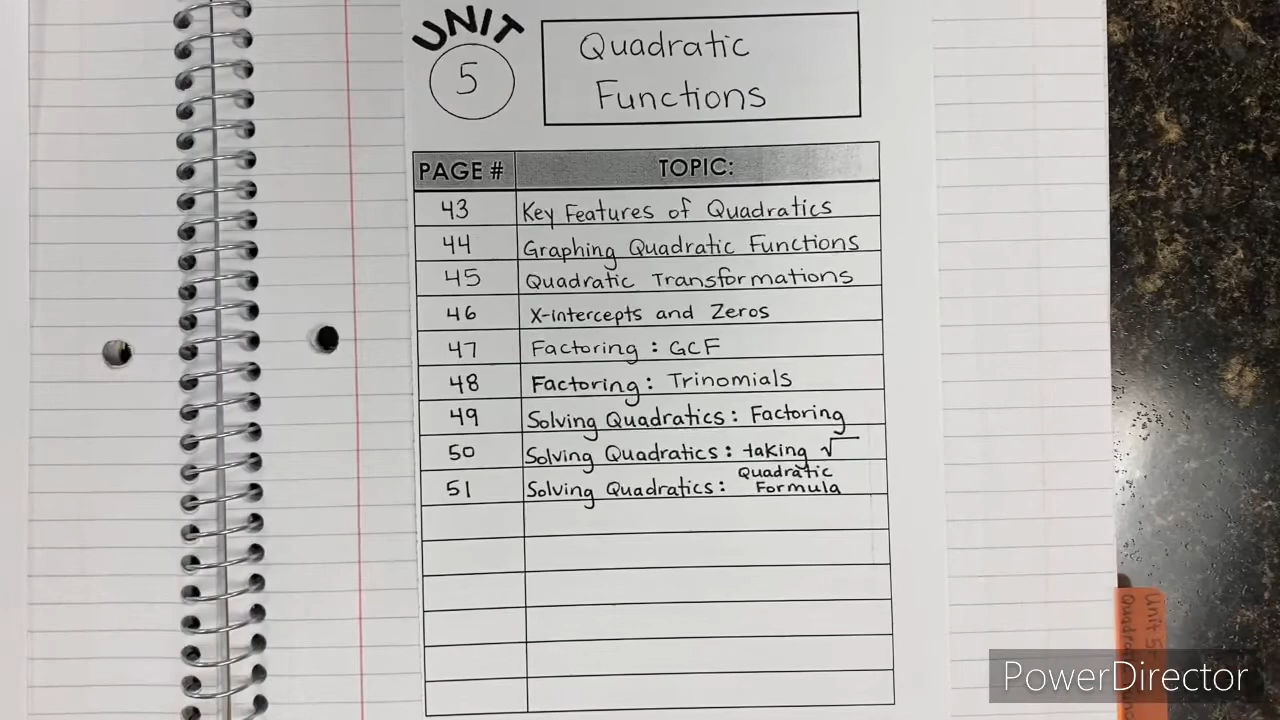 UNIT
5
Quadratic
Functions
PAGE # TOPIC:
43 Key Features of Quadratics
44 Graphing Quadratic Functions
45 Quadratic Transformations
46 X-intercepts and Zeros
47 Factoring : GCF
48 Factoring : Trinomials
49 Solving Quadratics : Factoring
50 Solving Quadratics : taking √
51 Solving Quadratics : Quadratic Formula
Unit 5:
PowerDirector